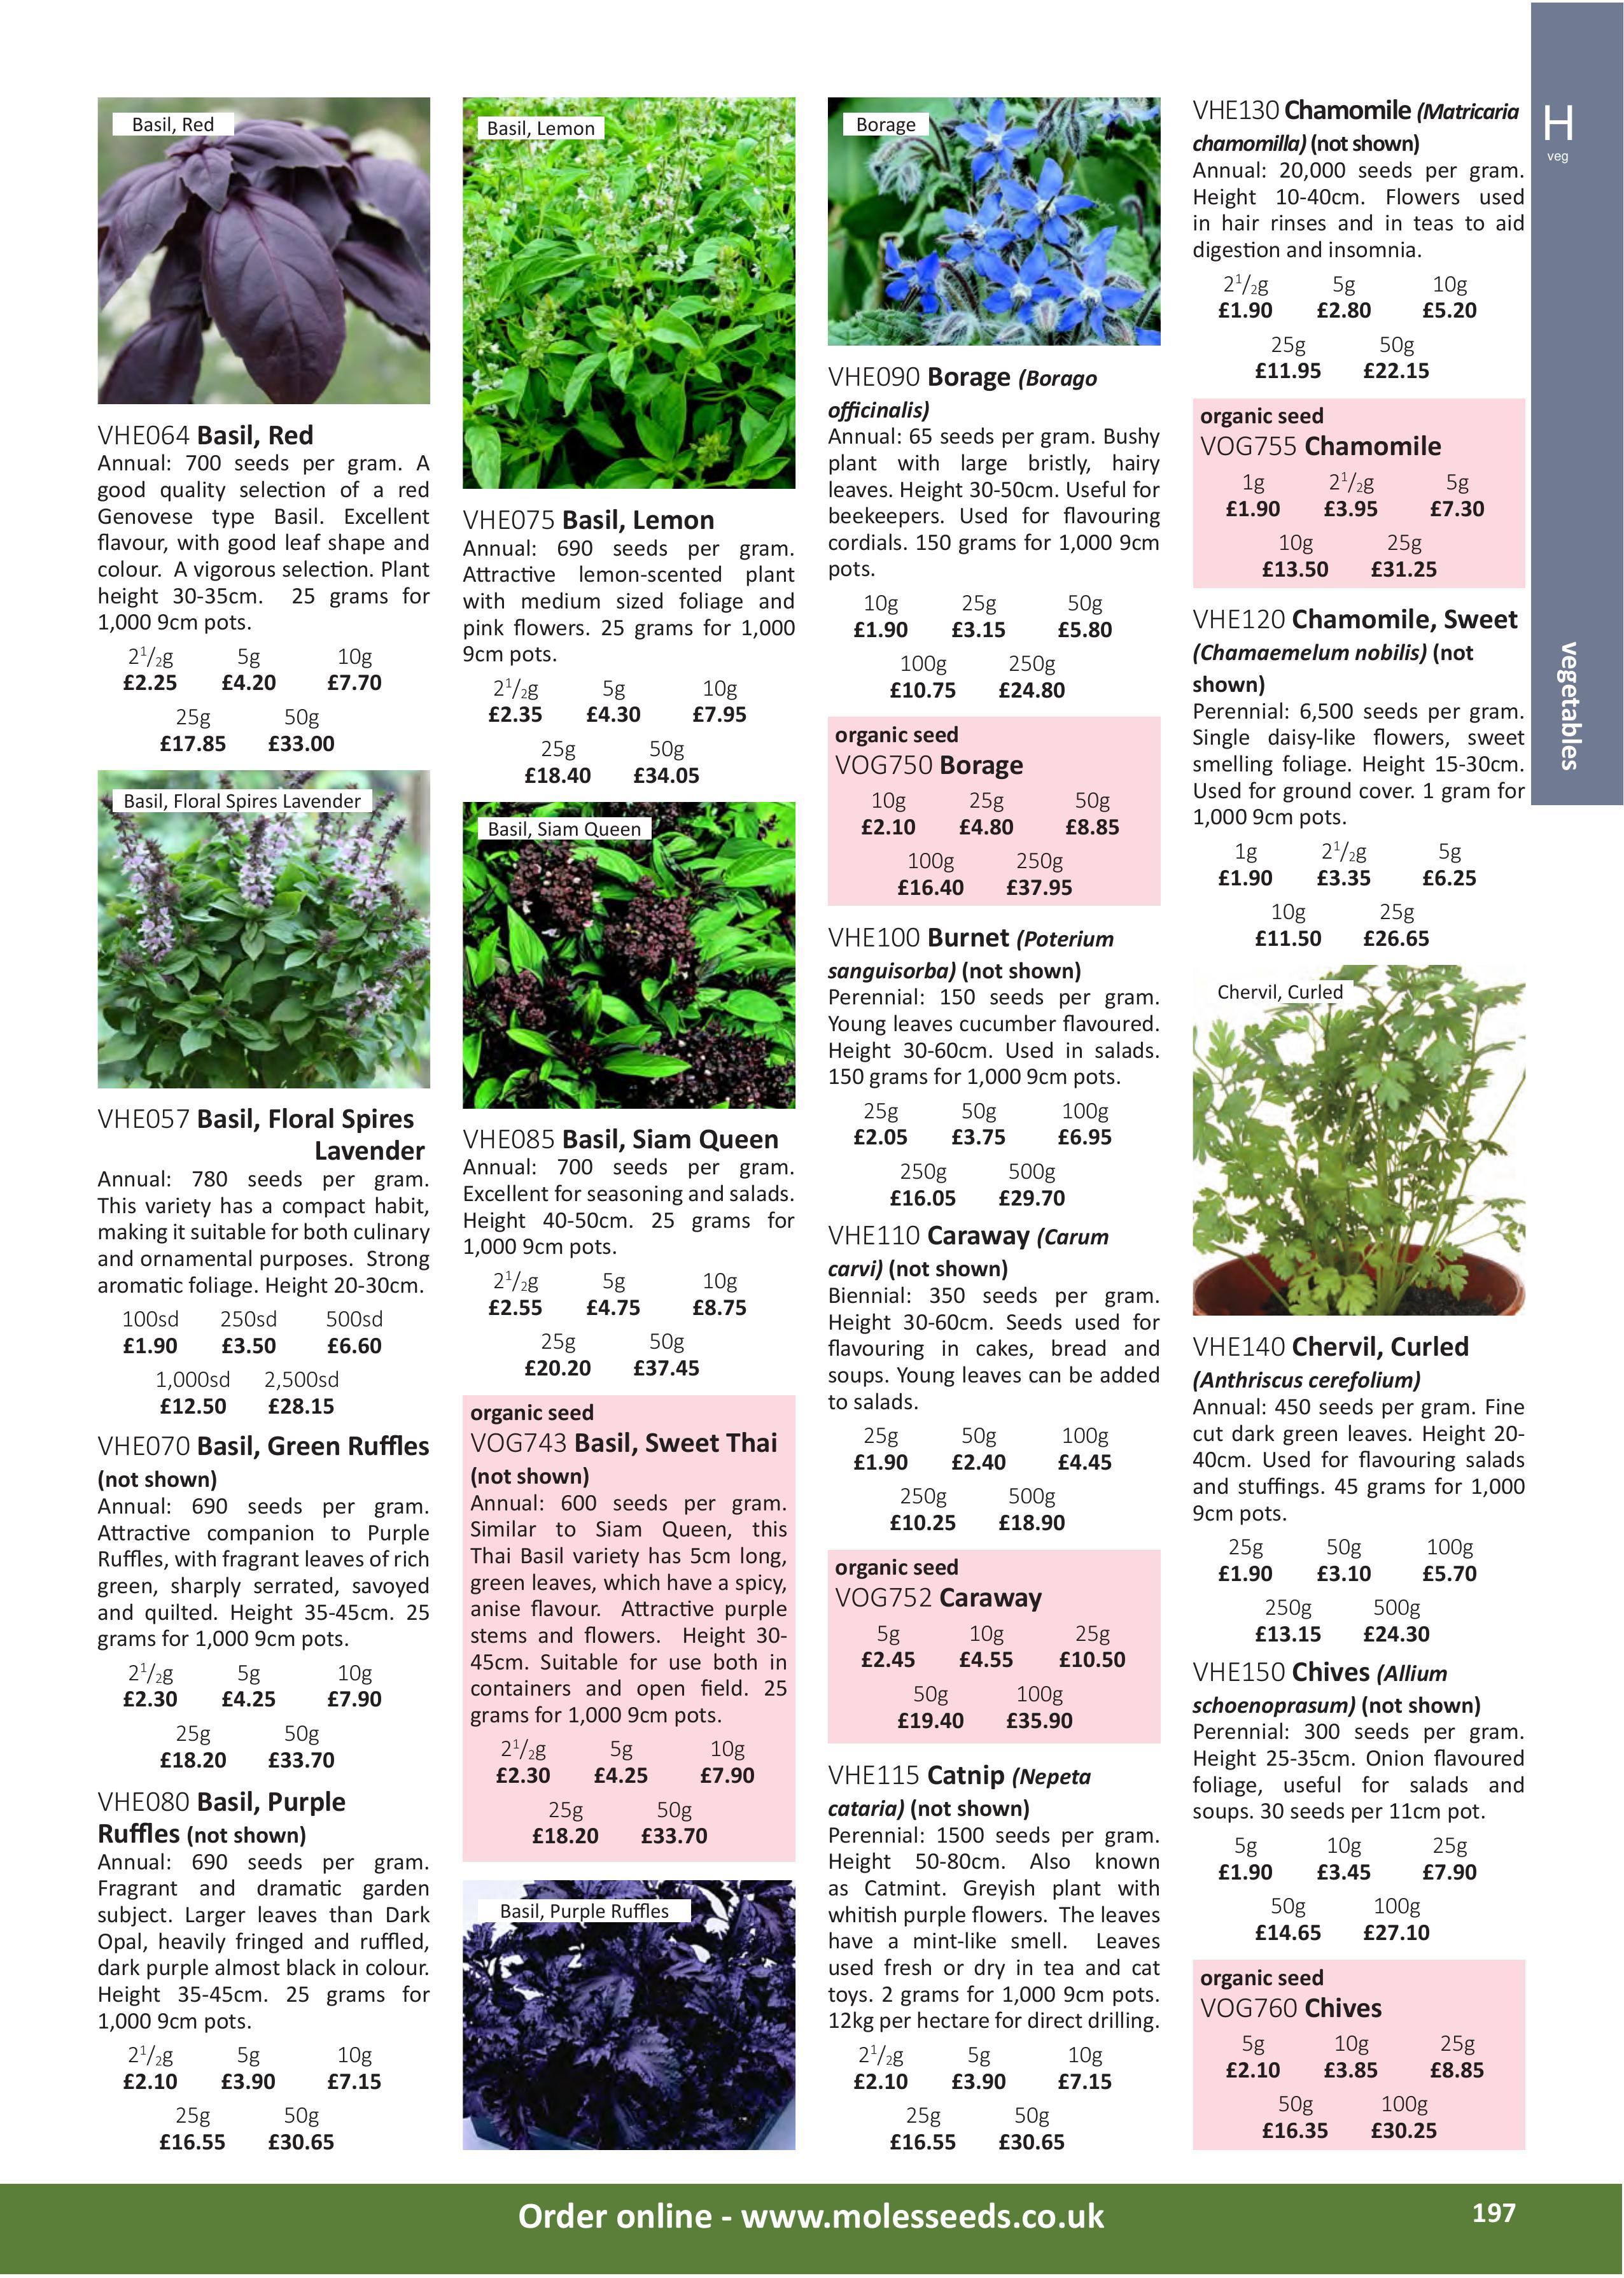 Basil, Red
VHE064 Basil, Red
Annual: 700 seeds per gram. A
good quality selection of a red
Genovese type Basil. Excellent
flavour, with good leaf shape and
colour. A vigorous selection. Plant
height 30-35cm. 25 grams for
1,000 9cm pots.
2¹/₂g 5g 10g
£2.25 £4.20 £7.70
25g 50g
£17.85 £33.00
Basil, Floral Spires Lavender
VHE057 Basil, Floral Spires
Lavender
Annual: 780 seeds per gram.
This variety has a compact habit,
making it suitable for both culinary
and ornamental purposes. Strong
aromatic foliage. Height 20-30cm.
100sd 250sd 500sd
£1.90 £3.50 £6.60
1,000sd 2,500sd
£12.50 £28.15
VHE070 Basil, Green Ruffles
(not shown)
Annual: 690 seeds per gram.
Attractive companion to Purple
Ruffles, with fragrant leaves of rich
green, sharply serrated, savoyed
and quilted. Height 35-45cm. 25
grams for 1,000 9cm pots.
2¹/₂g 5g 10g
£2.30 £4.25 £7.90
25g 50g
£18.20 £33.70
VHE080 Basil, Purple
Ruffles (not shown)
Annual: 690 seeds per gram.
Fragrant and dramatic garden
subject. Larger leaves than Dark
Opal, heavily fringed and ruffled,
dark purple almost black in colour.
Height 35-45cm. 25 grams for
1,000 9cm pots.
2¹/₂g 5g 10g
£2.10 £3.90 £7.15
25g 50g
£16.55 £30.65
Basil, Lemon
VHE075 Basil, Lemon
Annual: 690 seeds per gram.
Attractive lemon-scented plant
with medium sized foliage and
pink flowers. 25 grams for 1,000
9cm pots.
2¹/₂g 5g 10g
£2.35 £4.30 £7.95
25g 50g
£18.40 £34.05
Basil, Siam Queen
VHE085 Basil, Siam Queen
Annual: 700 seeds per gram.
Excellent for seasoning and salads.
Height 40-50cm. 25 grams for
1,000 9cm pots.
2¹/₂g 5g 10g
£2.55 £4.75 £8.75
25g 50g
£20.20 £37.45
organic seed
VOG743 Basil, Sweet Thai
(not shown)
Annual: 600 seeds per gram.
Similar to Siam Queen, this
Thai Basil variety has 5cm long,
green leaves, which have a spicy,
anise flavour. Attractive purple
stems and flowers. Height 30-
45cm. Suitable for use both in
containers and open field. 25
grams for 1,000 9cm pots.
2¹/₂g 5g 10g
£2.30 £4.25 £7.90
25g 50g
£18.20 £33.70
Basil, Purple Ruffles
Borage
VHE090 Borage (Borago
officinalis)
Annual: 65 seeds per gram. Bushy
plant with large bristly, hairy
leaves. Height 30-50cm. Useful for
beekeepers. Used for flavouring
cordials. 150 grams for 1,000 9cm
pots.
10g 25g 50g
£1.90 £3.15 £5.80
100g 250g
£10.75 £24.80
organic seed
VOG750 Borage
10g 25g 50g
£2.10 £4.80 £8.85
100g 250g
£16.40 £37.95
VHE100 Burnet (Poterium
sanguisorba) (not shown)
Perennial: 150 seeds per gram.
Young leaves cucumber flavoured.
Height 30-60cm. Used in salads.
150 grams for 1,000 9cm pots.
25g 50g 100g
£2.05 £3.75 £6.95
250g 500g
£16.05 £29.70
VHE110 Caraway (Carum
carvi) (not shown)
Biennial: 350 seeds per gram.
Height 30-60cm. Seeds used for
flavouring in cakes, bread and
soups. Young leaves can be added
to salads.
25g 50g 100g
£1.90 £2.40 £4.45
250g 500g
£10.25 £18.90
organic seed
VOG752 Caraway
5g 10g 25g
£2.45 £4.55 £10.50
50g 100g
£19.40 £35.90
VHE115 Catnip (Nepeta
cataria) (not shown)
Perennial: 1500 seeds per gram.
Height 50-80cm. Also known
as Catmint. Greyish plant with
whitish purple flowers. The leaves
have a mint-like smell. Leaves
used fresh or dry in tea and cat
toys. 2 grams for 1,000 9cm pots.
12kg per hectare for direct drilling.
2¹/₂g 5g 10g
£2.10 £3.90 £7.15
25g 50g
£16.55 £30.65
VHE130 Chamomile (Matricaria
chamomilla) (not shown)
Annual: 20,000 seeds per gram.
Height 10-40cm. Flowers used
in hair rinses and in teas to aid
digestion and insomnia.
2¹/₂g 5g 10g
£1.90 £2.80 £5.20
25g 50g
£11.95 £22.15
organic seed
VOG755 Chamomile
1g 2¹/₂g 5g
£1.90 £3.95 £7.30
10g 25g
£13.50 £31.25
VHE120 Chamomile, Sweet
(Chamaemelum nobilis) (not
shown)
Perennial: 6,500 seeds per gram.
Single daisy-like flowers, sweet
smelling foliage. Height 15-30cm.
Used for ground cover. 1 gram for
1,000 9cm pots.
1g 2¹/₂g 5g
£1.90 £3.35 £6.25
10g 25g
£11.50 £26.65
Chervil, Curled
VHE140 Chervil, Curled
(Anthriscus cerefolium)
Annual: 450 seeds per gram. Fine
cut dark green leaves. Height 20-
40cm. Used for flavouring salads
and stuffings. 45 grams for 1,000
9cm pots.
25g 50g 100g
£1.90 £3.10 £5.70
250g 500g
£13.15 £24.30
VHE150 Chives (Allium
schoenoprasum) (not shown)
Perennial: 300 seeds per gram.
Height 25-35cm. Onion flavoured
foliage, useful for salads and
soups. 30 seeds per 11cm pot.
5g 10g 25g
£1.90 £3.45 £7.90
50g 100g
£14.65 £27.10
organic seed
VOG760 Chives
5g 10g 25g
£2.10 £3.85 £8.85
50g 100g
£16.35 £30.25
H
veg
vegetables
Order online - www.molesseeds.co.uk
197